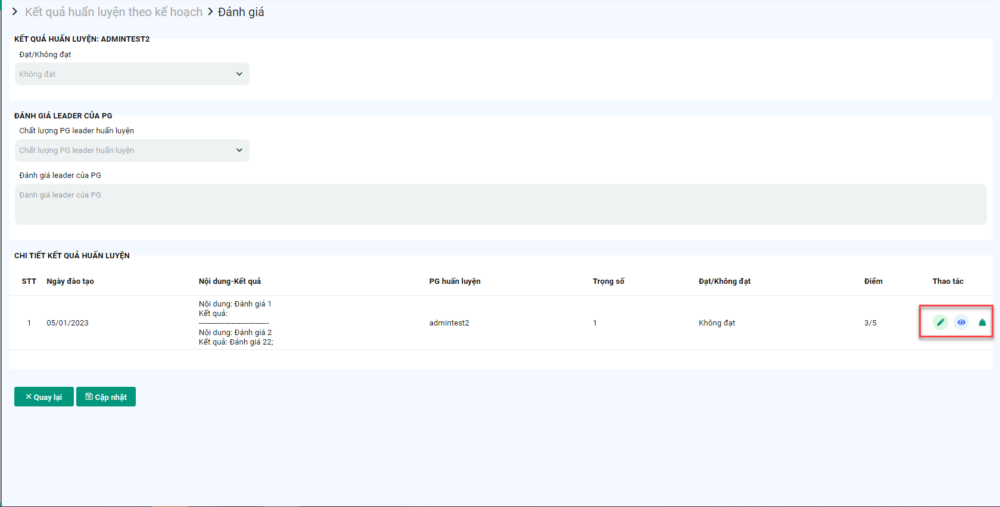 Kết quả huấn luyện theo kế hoạch > Đánh giá
KẾT QUẢ HUẤN LUYỆN: ADMINTEST2
Đạt/Không đạt
Không đạt
ĐÁNH GIÁ LEADER CỦA PG
Chất lượng PG leader huấn luyện
Chất lượng PG leader huấn luyện
Đánh giá leader của PG
Đánh giá leader của PG
CHI TIẾT KẾT QUẢ HUẤN LUYỆN
STT Ngày đào tạo Nội dung-Kết quả PG huấn luyện Trọng số Đạt/Không đạt Điểm Thao tác
Nội dung: Đánh giá 1
Kết quả:
--------------------------------
1 05/01/2023 admintest2 1 Không đạt 3/5
Nội dung: Đánh giá 2
Kết quả: Đánh giá 22;
Quay lại Cập nhật